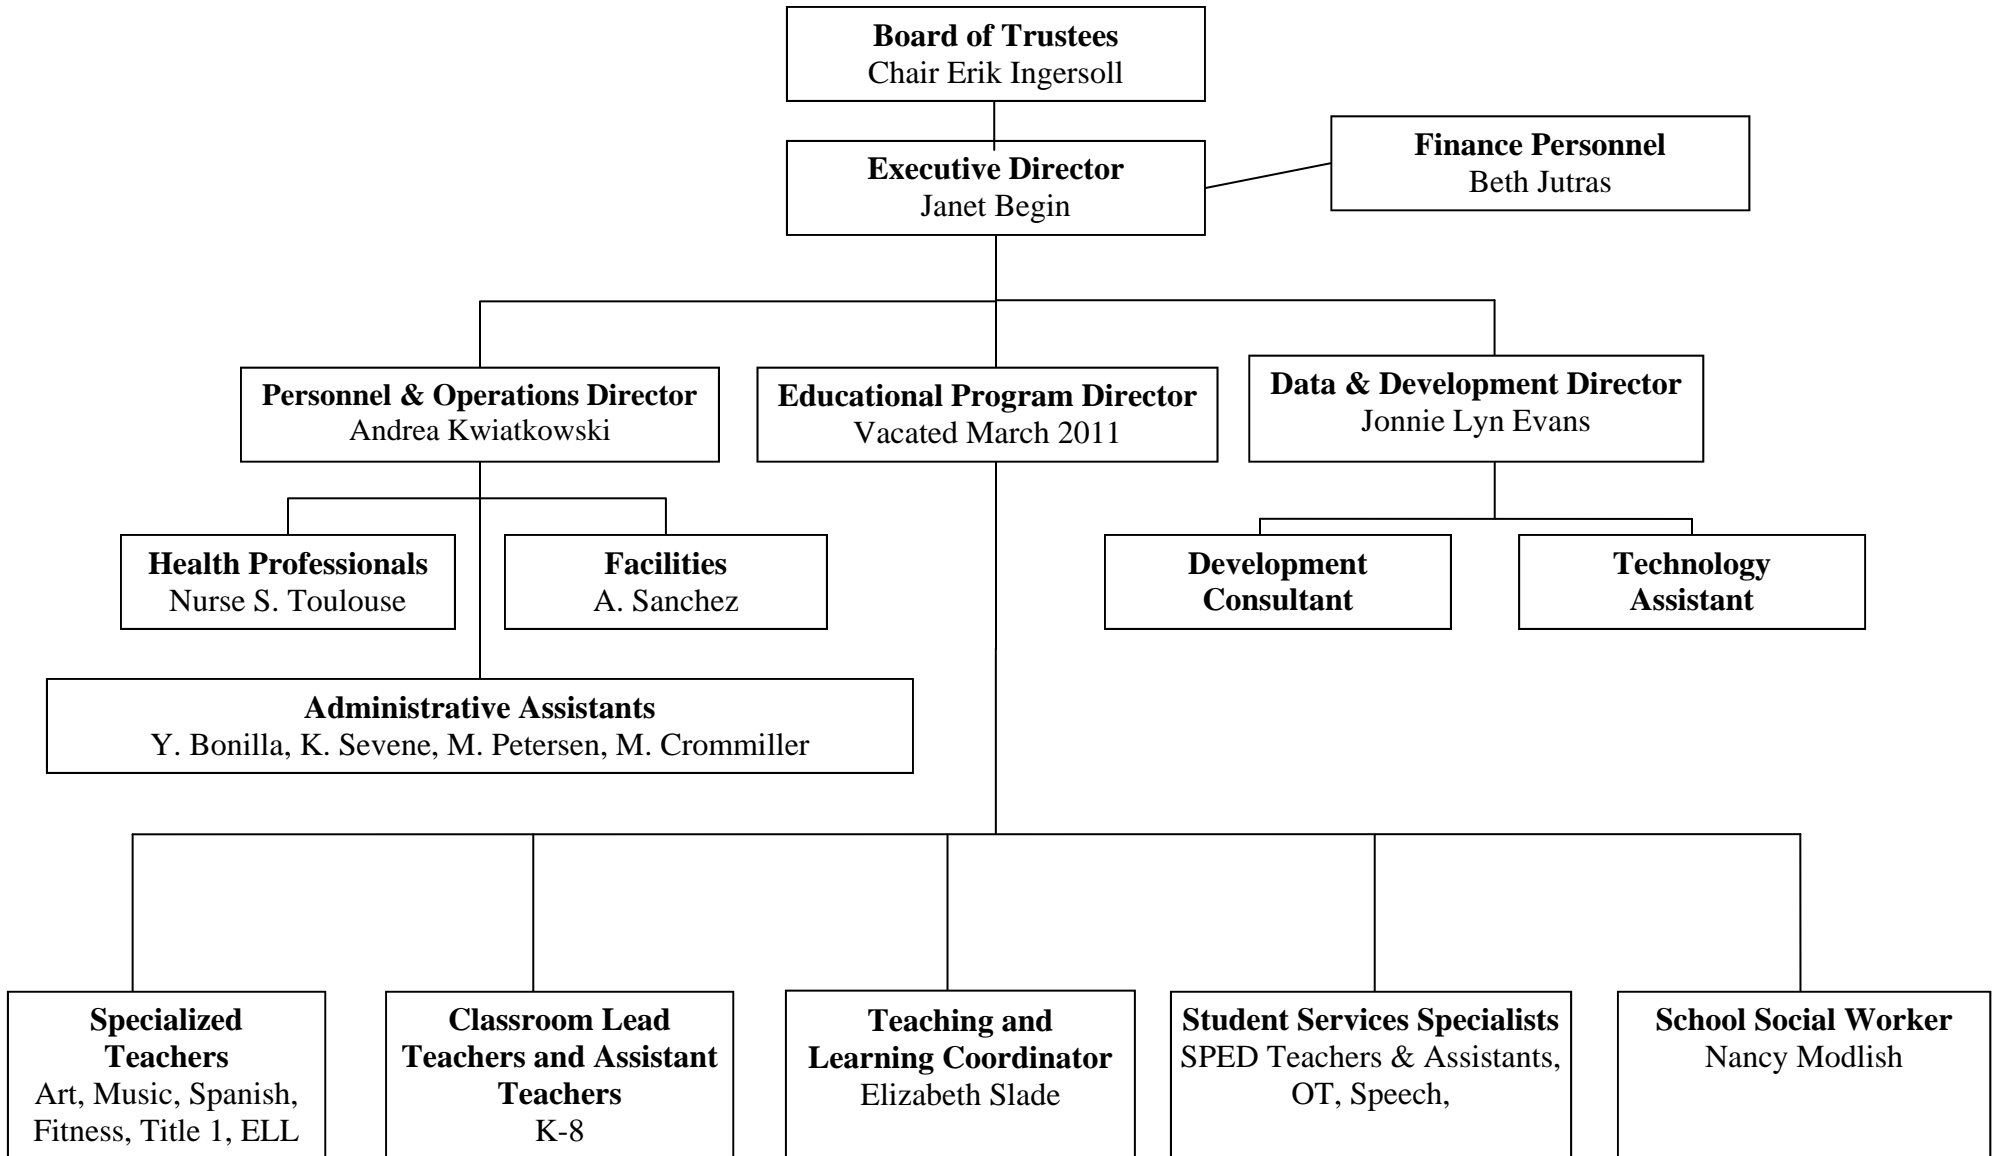 Board of Trustees
Chair Erik Ingersoll
Executive Director
Janet Begin
Finance Personnel
Beth Jutras
Personnel & Operations Director
Andrea Kwiatkowski
Educational Program Director
Vacated March 2011
Data & Development Director
Jonnie Lyn Evans
Health Professionals
Nurse S. Toulouse
Facilities
A. Sanchez
Development
Consultant
Technology
Assistant
Administrative Assistants
Y. Bonilla, K. Sevene, M. Petersen, M. Crommiller
Specialized
Teachers
Art, Music, Spanish,
Fitness, Title 1, ELL
Classroom Lead
Teachers and Assistant
Teachers
K-8
Teaching and
Learning Coordinator
Elizabeth Slade
Student Services Specialists
SPED Teachers & Assistants,
OT, Speech,
School Social Worker
Nancy Modlish